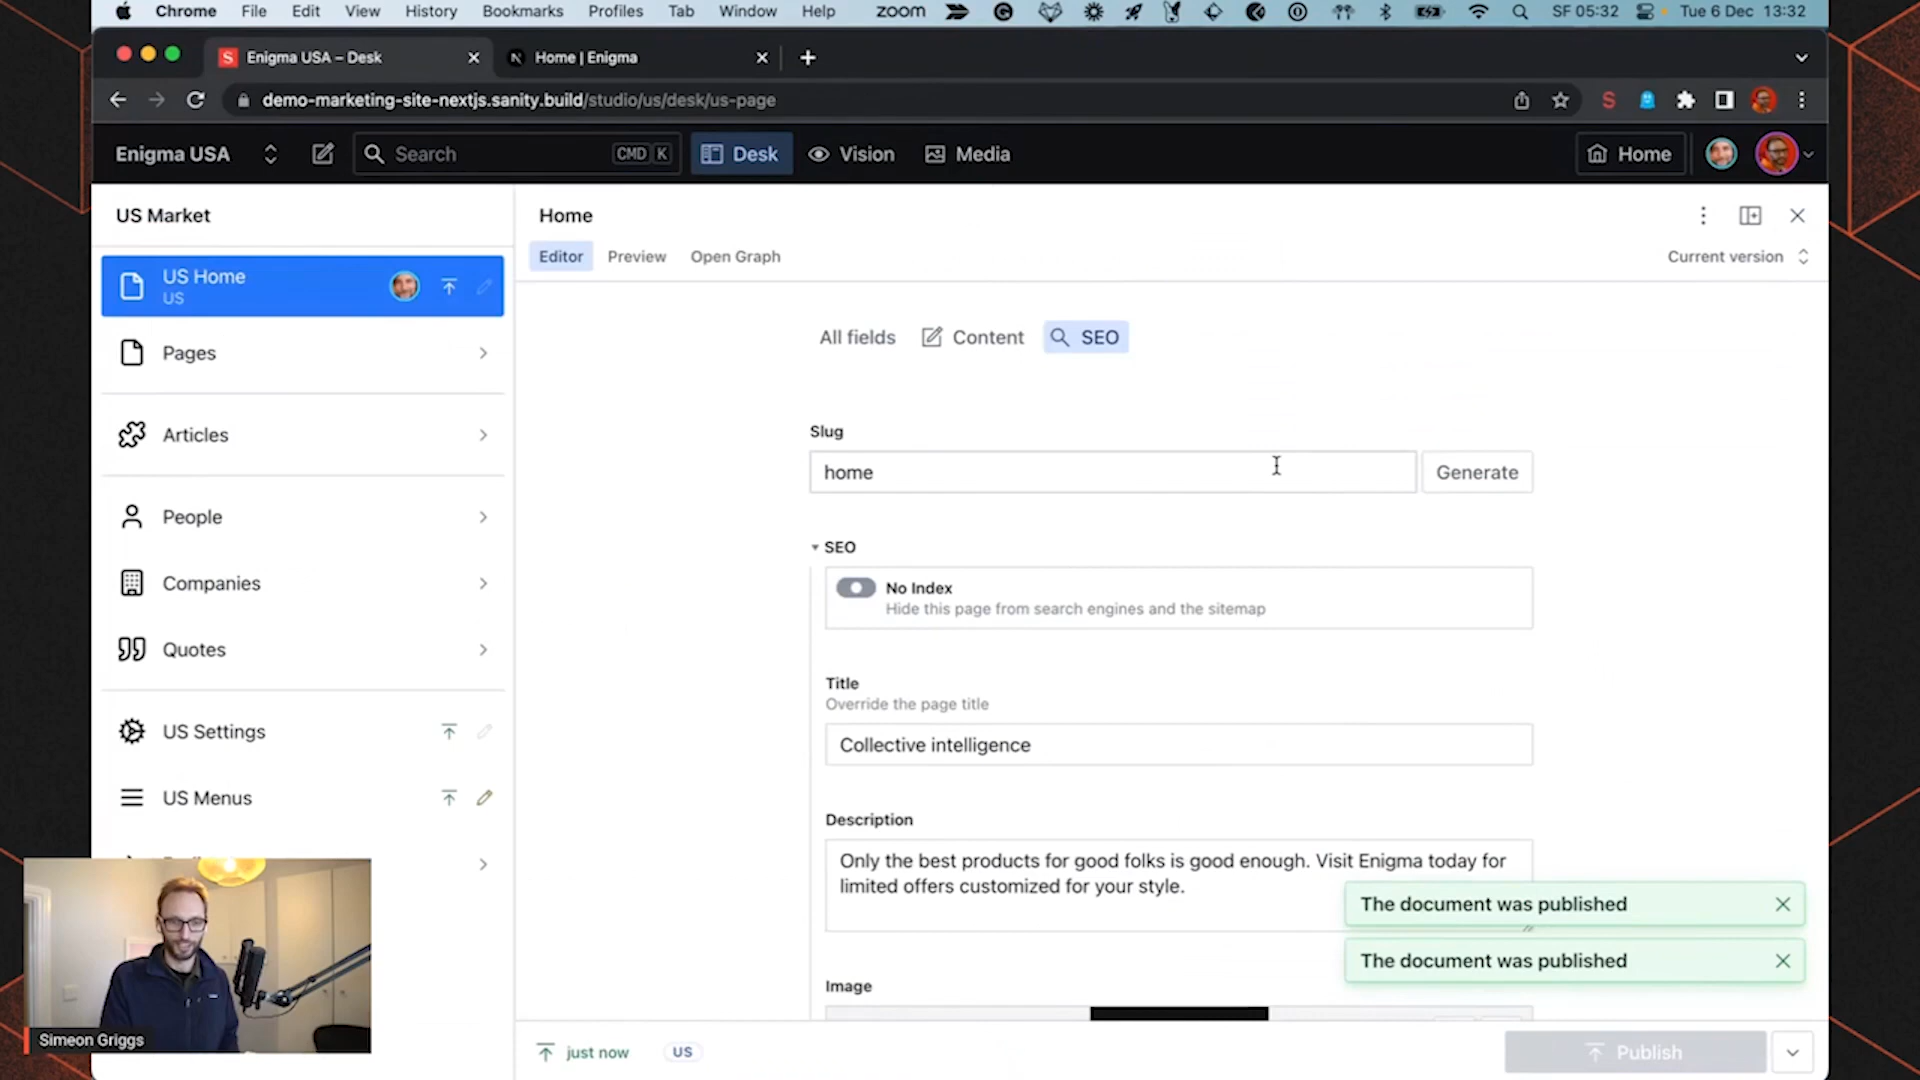 Chrome File Edit View History Bookmarks Profiles Tab Window Help zoom SF 05:32 Tue 6 Dec 13:32
Enigma USA – Desk
Home | Enigma
demo-marketing-site-nextjs.sanity.build/studio/us/desk/us-page
Enigma USA
Search
CMD K
Desk
Vision
Media
Home
US Market
US Home
US
Pages
Articles
People
Companies
Quotes
US Settings
US Menus
Simeon Griggs
Home
Editor
Preview
Open Graph
Current version
All fields
Content
SEO
Slug
home
Generate
SEO
No Index
Hide this page from search engines and the sitemap
Title
Override the page title
Collective intelligence
Description
Only the best products for good folks is good enough. Visit Enigma today for
limited offers customized for your style.
The document was published
The document was published
Image
just now
US
Publish